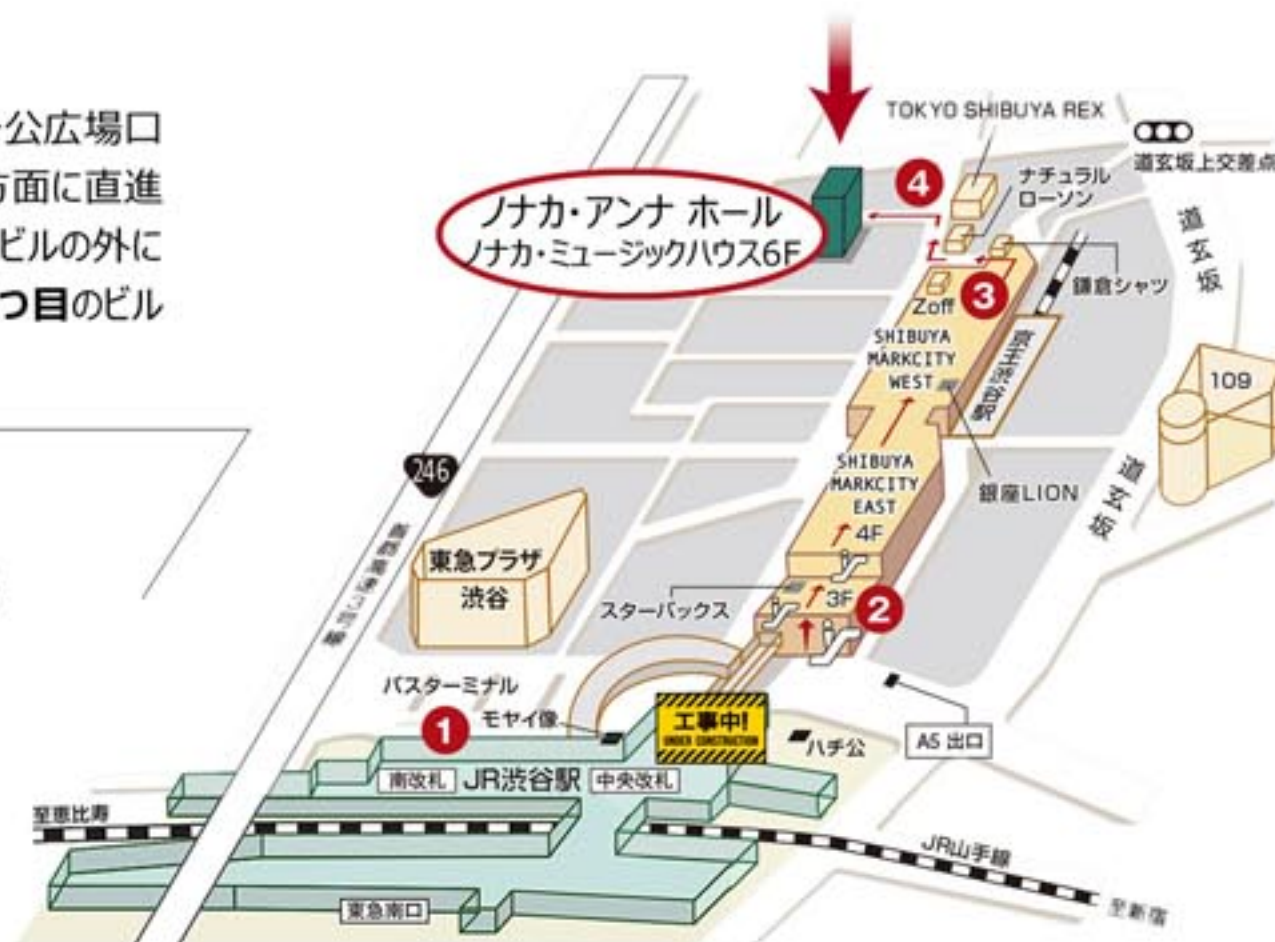 公広場口
方面に直進
ビルの外に
つ目のビル
TOKYO SHIBUYA REX
道玄坂上交差点
ナチュラル
ローソン
4
ノナカ・アンナ ホール
ノナカ・ミュージックハウス6F
道玄坂
鎌倉シャツ
3
Zoff
SHIBUYA
MARKCITY
WEST
京王渋谷駅
109
246
SHIBUYA
MARKCITY
EAST
銀座LION
道玄坂
4F
東急プラザ
渋谷
スターバックス
3F
2
バスターミナル
1
モヤイ像
工事中!
UNDER CONSTRUCTION
ハチ公
A5 出口
南改札
JR渋谷駅
中央改札
至恵比寿
JR山手線
東急南口
至新宿